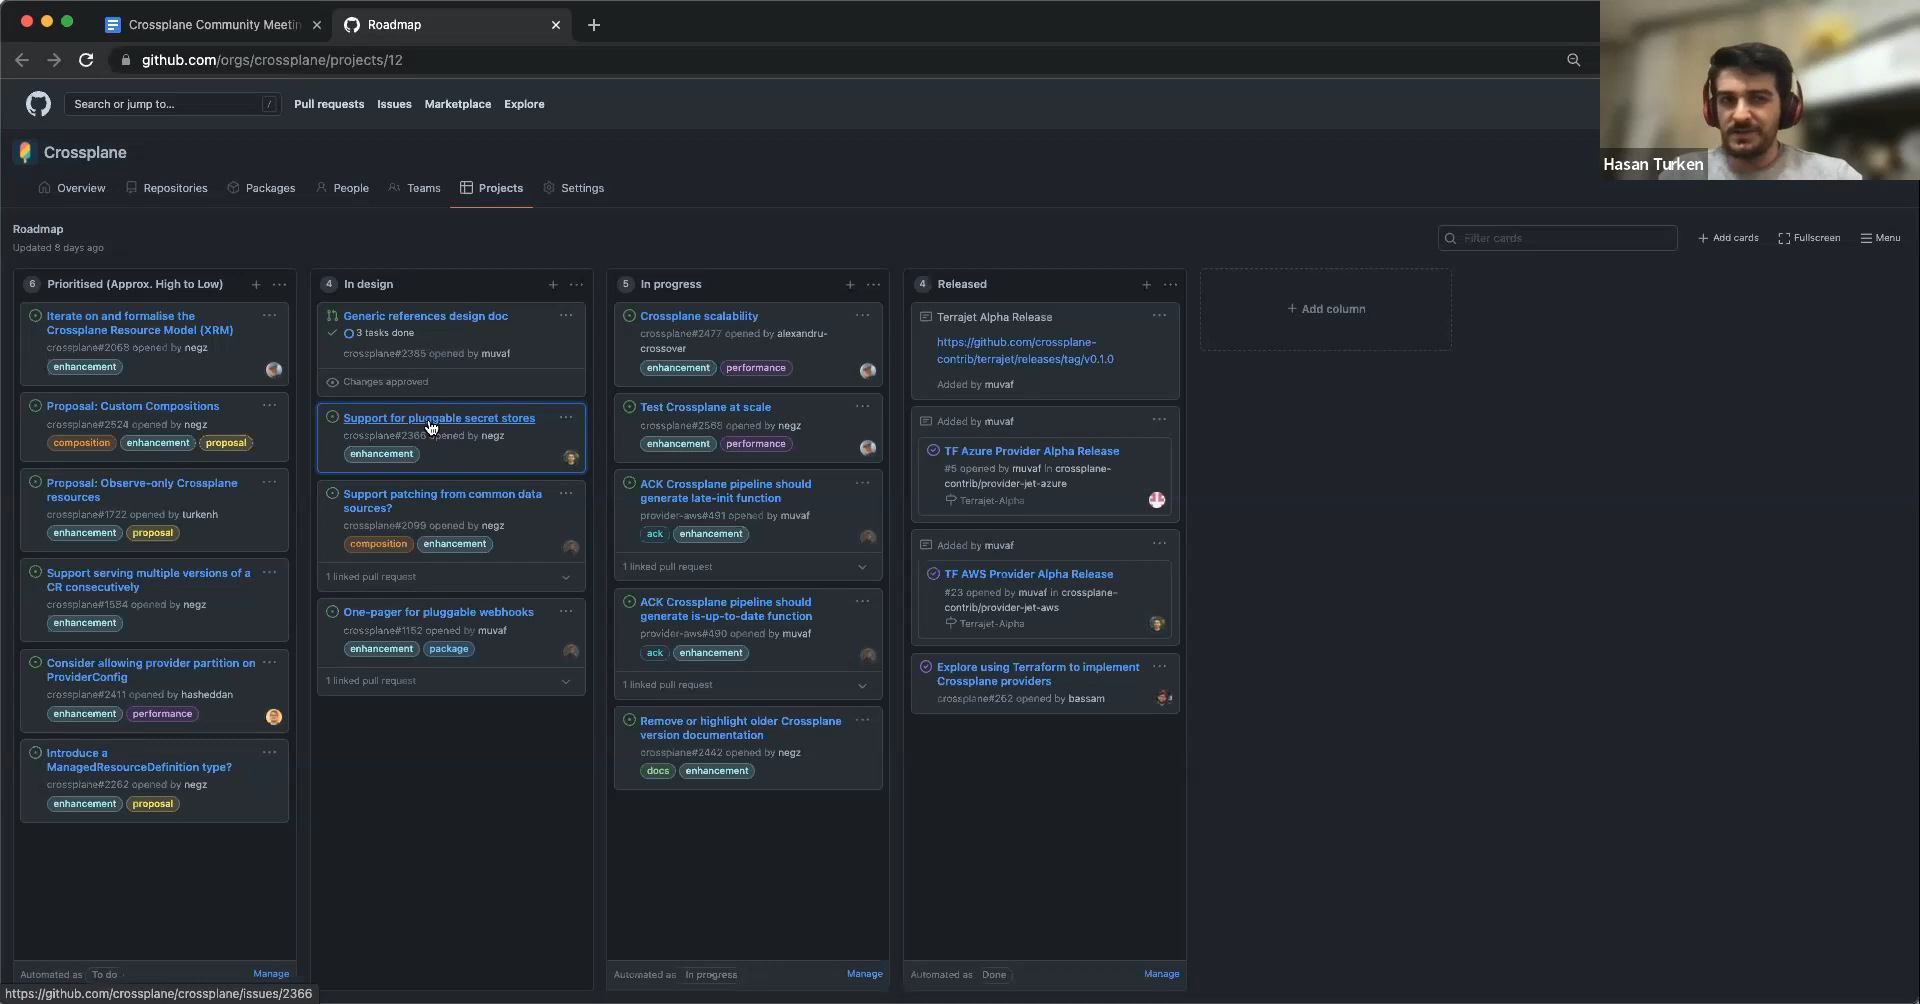 Crossplane Community Meetin
Roadmap
github.com/orgs/crossplane/projects/12
Search or jump to...
/
Pull requests
Issues
Marketplace
Explore
Hasan Turken
Crossplane
Overview
Repositories
Packages
People
Teams
Projects
Settings
Roadmap
Updated 8 days ago
Filter cards
Add cards
Fullscreen
Menu
6 Prioritised (Approx. High to Low)
Iterate on and formalise the
Crossplane Resource Model (XRM)
crossplane#2068 opened by negz
enhancement
Proposal: Custom Compositions
crossplane#2524 opened by negz
composition enhancement proposal
Proposal: Observe-only Crossplane
resources
crossplane#1722 opened by turkenh
enhancement proposal
Support serving multiple versions of a
CR consecutively
crossplane#1584 opened by negz
enhancement
Consider allowing provider partition on
ProviderConfig
crossplane#2411 opened by hasheddan
enhancement performance
Introduce a
ManagedResourceDefinition type?
crossplane#2262 opened by negz
enhancement proposal
Automated as To do
Manage
4 In design
Generic references design doc
3 tasks done
crossplane#2385 opened by muvaf
Changes approved
Support for pluggable secret stores
crossplane#2366 opened by negz
enhancement
Support patching from common data
sources?
crossplane#2099 opened by negz
composition enhancement
1 linked pull request
One-pager for pluggable webhooks
crossplane#1152 opened by muvaf
enhancement package
1 linked pull request
5 In progress
Crossplane scalability
crossplane#2477 opened by alexandru-
crossover
enhancement performance
Test Crossplane at scale
crossplane#2568 opened by negz
enhancement performance
ACK Crossplane pipeline should
generate late-init function
provider-aws#491 opened by muvaf
ack enhancement
1 linked pull request
ACK Crossplane pipeline should
generate is-up-to-date function
provider-aws#490 opened by muvaf
ack enhancement
1 linked pull request
Remove or highlight older Crossplane
version documentation
crossplane#2442 opened by negz
docs enhancement
Automated as In progress
Manage
4 Released
Terrajet Alpha Release
https://github.com/crossplane-
contrib/terrajet/releases/tag/v0.1.0
Added by muvaf
Added by muvaf
TF Azure Provider Alpha Release
#5 opened by muvaf in crossplane-
contrib/provider-jet-azure
Terrajet-Alpha
Added by muvaf
TF AWS Provider Alpha Release
#23 opened by muvaf in crossplane-
contrib/provider-jet-aws
Terrajet-Alpha
Explore using Terraform to implement
Crossplane providers
crossplane#262 opened by bassam
Automated as Done
Manage
Add column
https://github.com/crossplane/crossplane/issues/2366